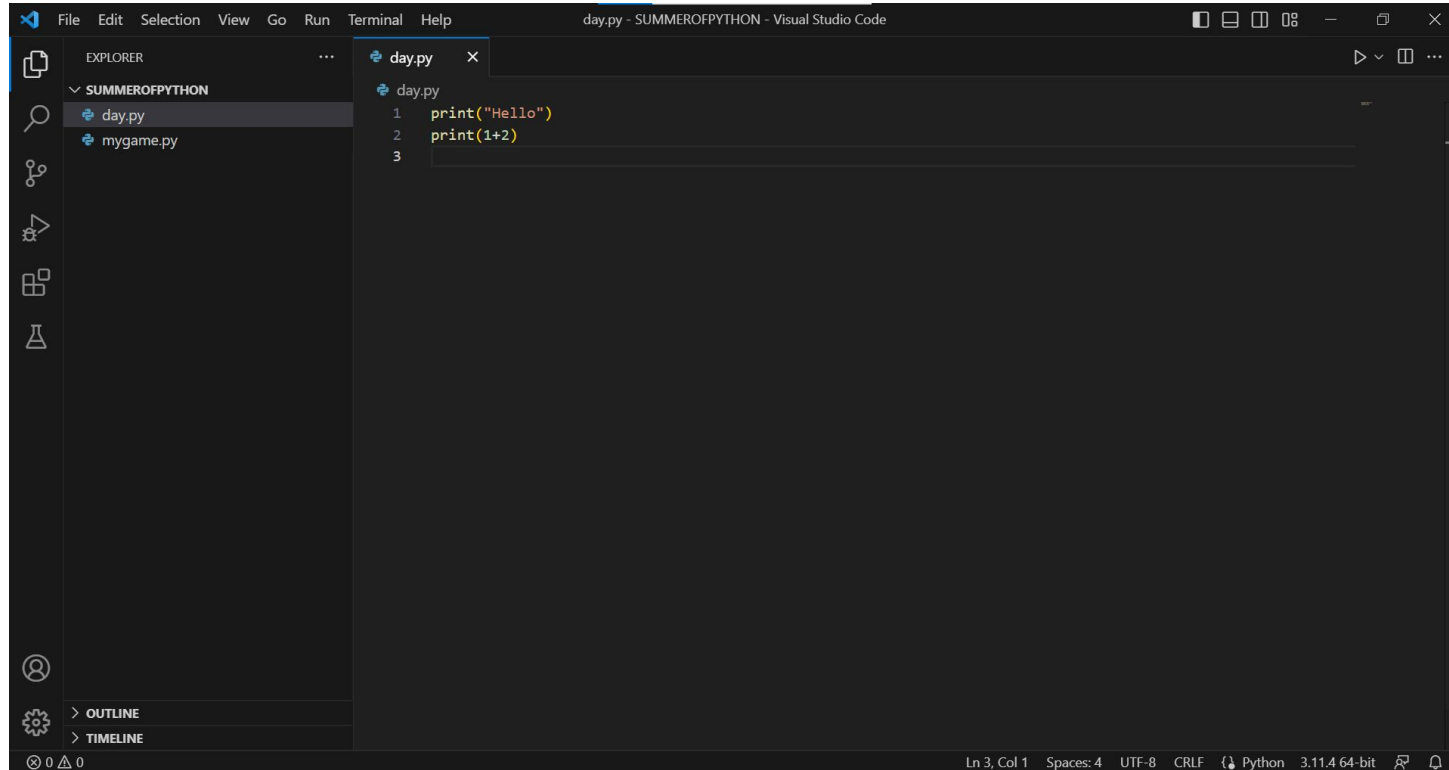 File Edit Selection View Go Run Terminal Help day.py - SUMMEROFPYTHON - Visual Studio Code
EXPLORER
SUMMEROFPYTHON
day.py
mygame.py
OUTLINE
TIMELINE
day.py
day.py
1 print("Hello")
2 print(1+2)
3
0 0 Ln 3, Col 1 Spaces: 4 UTF-8 CRLF Python 3.11.4 64-bit